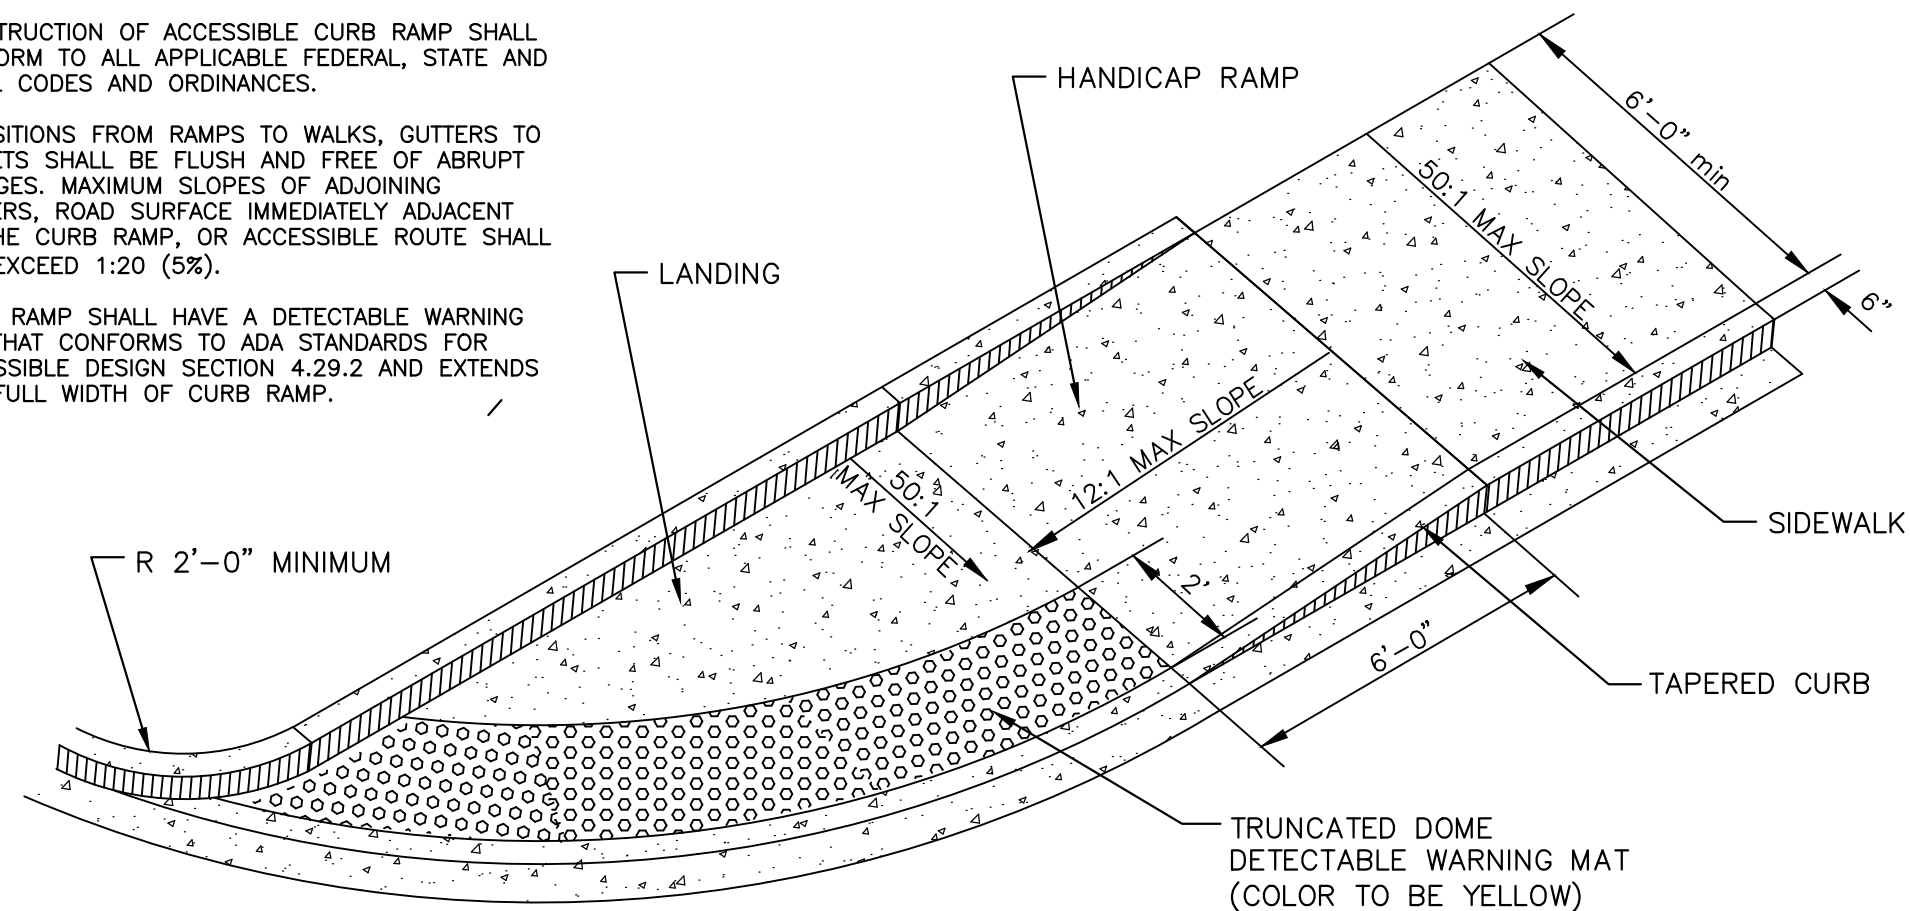 TRUCTION OF ACCESSIBLE CURB RAMP SHALL
ORM TO ALL APPLICABLE FEDERAL, STATE AND
CODES AND ORDINANCES.
SITIONS FROM RAMPS TO WALKS, GUTTERS TO
ETS SHALL BE FLUSH AND FREE OF ABRUPT
GES. MAXIMUM SLOPES OF ADJOINING
ERS, ROAD SURFACE IMMEDIATELY ADJACENT
HE CURB RAMP, OR ACCESSIBLE ROUTE SHALL
EXCEED 1:20 (5%).
RAMP SHALL HAVE A DETECTABLE WARNING
THAT CONFORMS TO ADA STANDARDS FOR
SSIBLE DESIGN SECTION 4.29.2 AND EXTENDS
FULL WIDTH OF CURB RAMP.
HANDICAP RAMP
6'-0" min
50:1 MAX SLOPE
6"
LANDING
12:1 MAX SLOPE
50:1
MAX SLOPE
SIDEWALK
R 2'-0" MINIMUM
2'
6'-0"
TAPERED CURB
TRUNCATED DOME
DETECTABLE WARNING MAT
(COLOR TO BE YELLOW)